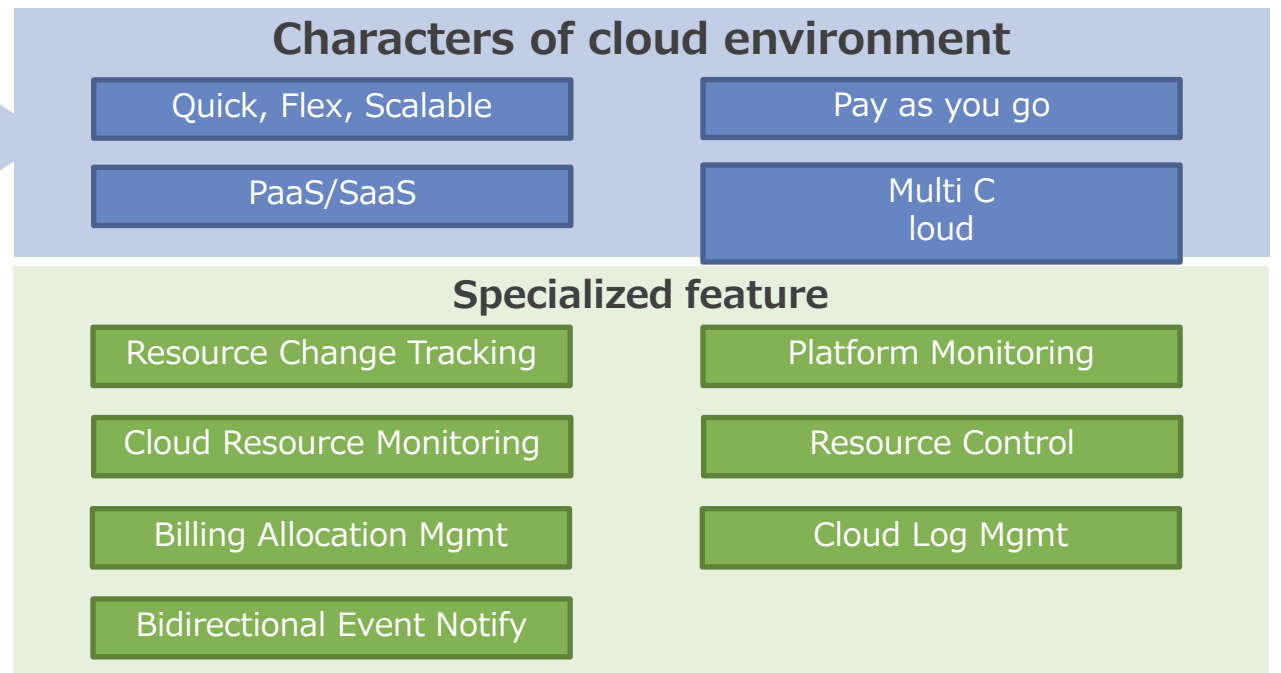 Characters of cloud environment
Quick, Flex, Scalable
Pay as you go
PaaS/SaaS
Multi C
loud
Specialized feature
Resource Change Tracking
Platform Monitoring
Cloud Resource Monitoring
Resource Control
Billing Allocation Mgmt
Cloud Log Mgmt
Bidirectional Event Notify